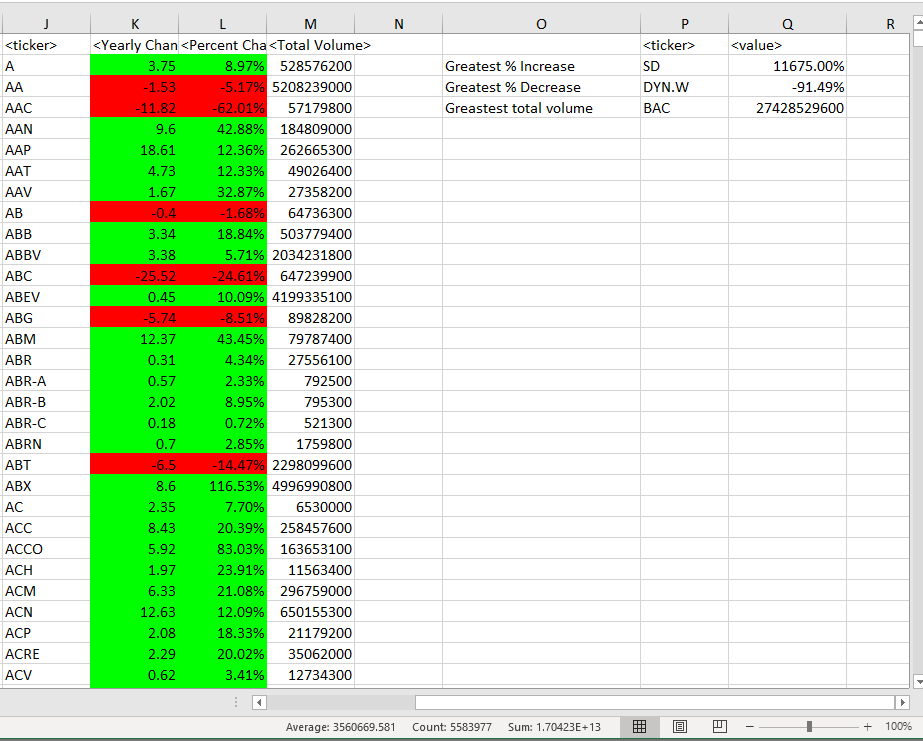 J K L M N O P Q R
<ticker> <Yearly Chan <Percent Cha <Total Volume> <ticker> <value>
A 3.75 8.97% 528576200 Greatest % Increase SD 11675.00%
AA -1.53 -5.17% 5208239000 Greatest % Decrease DYN.W -91.49%
AAC -11.82 -62.01% 57179800 Greastest total volume BAC 27428529600
AAN 9.6 42.88% 184809000
AAP 18.61 12.36% 262665300
AAT 4.73 12.33% 49026400
AAV 1.67 32.87% 27358200
AB -0.4 -1.68% 64736300
ABB 3.34 18.84% 503779400
ABBV 3.38 5.71% 2034231800
ABC -25.52 -24.61% 647239900
ABEV 0.45 10.09% 4199335100
ABG -5.74 -8.51% 89828200
ABM 12.37 43.45% 79787400
ABR 0.31 4.34% 27556100
ABR-A 0.57 2.33% 792500
ABR-B 2.02 8.95% 795300
ABR-C 0.18 0.72% 521300
ABRN 0.7 2.85% 1759800
ABT -6.5 -14.47% 2298099600
ABX 8.6 116.53% 4996990800
AC 2.35 7.70% 6530000
ACC 8.43 20.39% 258457600
ACCO 5.92 83.03% 163653100
ACH 1.97 23.91% 11563400
ACM 6.33 21.08% 296759000
ACN 12.63 12.09% 650155300
ACP 2.08 18.33% 21179200
ACRE 2.29 20.02% 35062000
ACV 0.62 3.41% 12734300
Average: 3560669.581 Count: 5583977 Sum: 1.70423E+13 100%